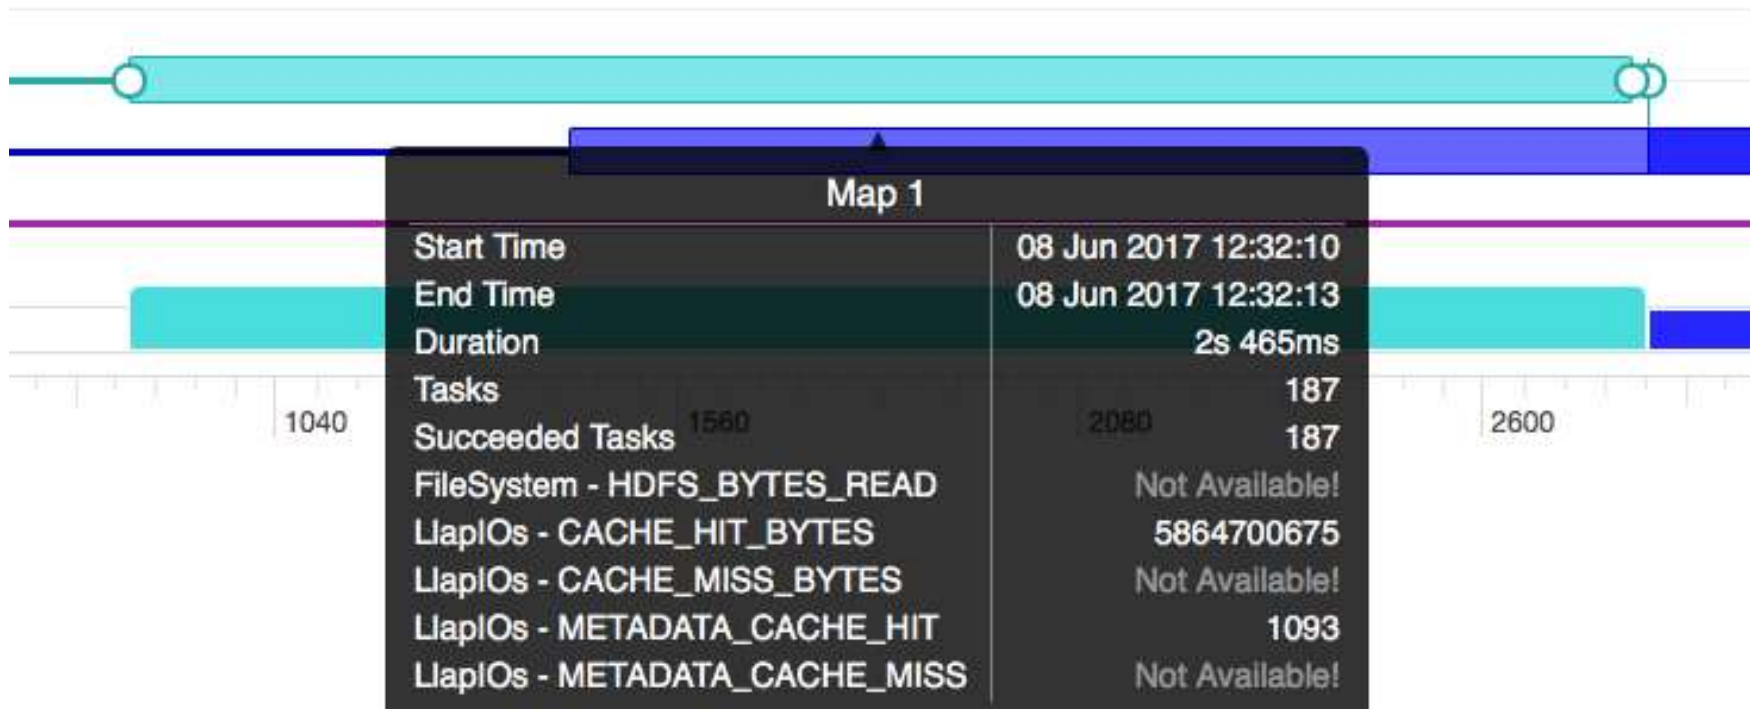 Map 1
Start Time 08 Jun 2017 12:32:10
End Time 08 Jun 2017 12:32:13
Duration 2s 465ms
Tasks 187
1040 1560 2080 2600
Succeeded Tasks 187
FileSystem - HDFS_BYTES_READ Not Available!
LlapIOs - CACHE_HIT_BYTES 5864700675
LlapIOs - CACHE_MISS_BYTES Not Available!
LlapIOs - METADATA_CACHE_HIT 1093
LlapIOs - METADATA_CACHE_MISS Not Available!